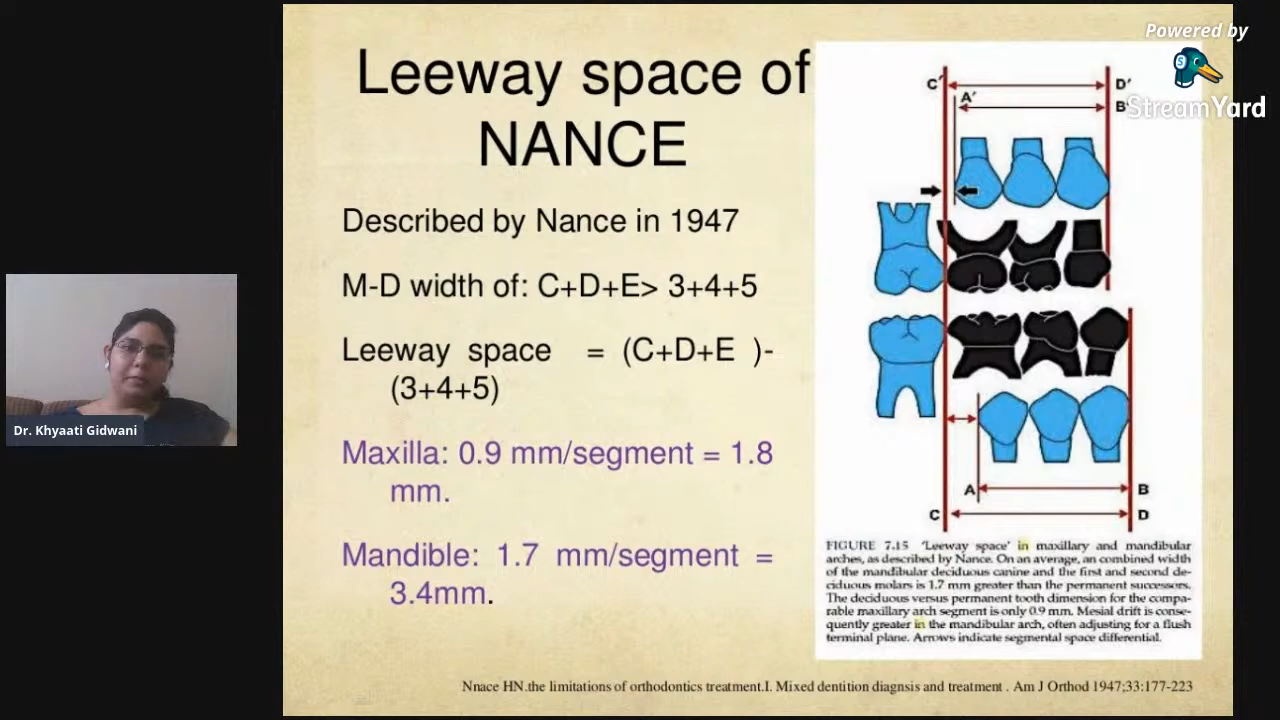 Leeway space of
NANCE
Described by Nance in 1947
M-D width of: C+D+E> 3+4+5
Leeway space = (C+D+E )-
(3+4+5)
Maxilla: 0.9 mm/segment = 1.8
mm.
Mandible: 1.7 mm/segment =
3.4mm.
Powered by
StreamYard
C′
D′
A′
B
A
B
C
D
FIGURE 7.15 'Leeway space' in maxillary and mandibular
arches, as described by Nance. On an average, an combined width
of the mandibular deciduous canine and the first and second de-
ciduous molars is 1.7 mm greater than the permanent successors.
The deciduous versus permanent tooth dimension for the compa-
rable maxillary arch segment is only 0.9 mm. Mesial drift is conse-
quently greater in the mandibular arch, often adjusting for a flush
terminal plane. Arrows indicate segmental space differential.
Nnace HN.the limitations of orthodontics treatment.I. Mixed dentition diagnsis and treatment . Am J Orthod 1947;33:177-223
Dr. Khyaati Gidwani